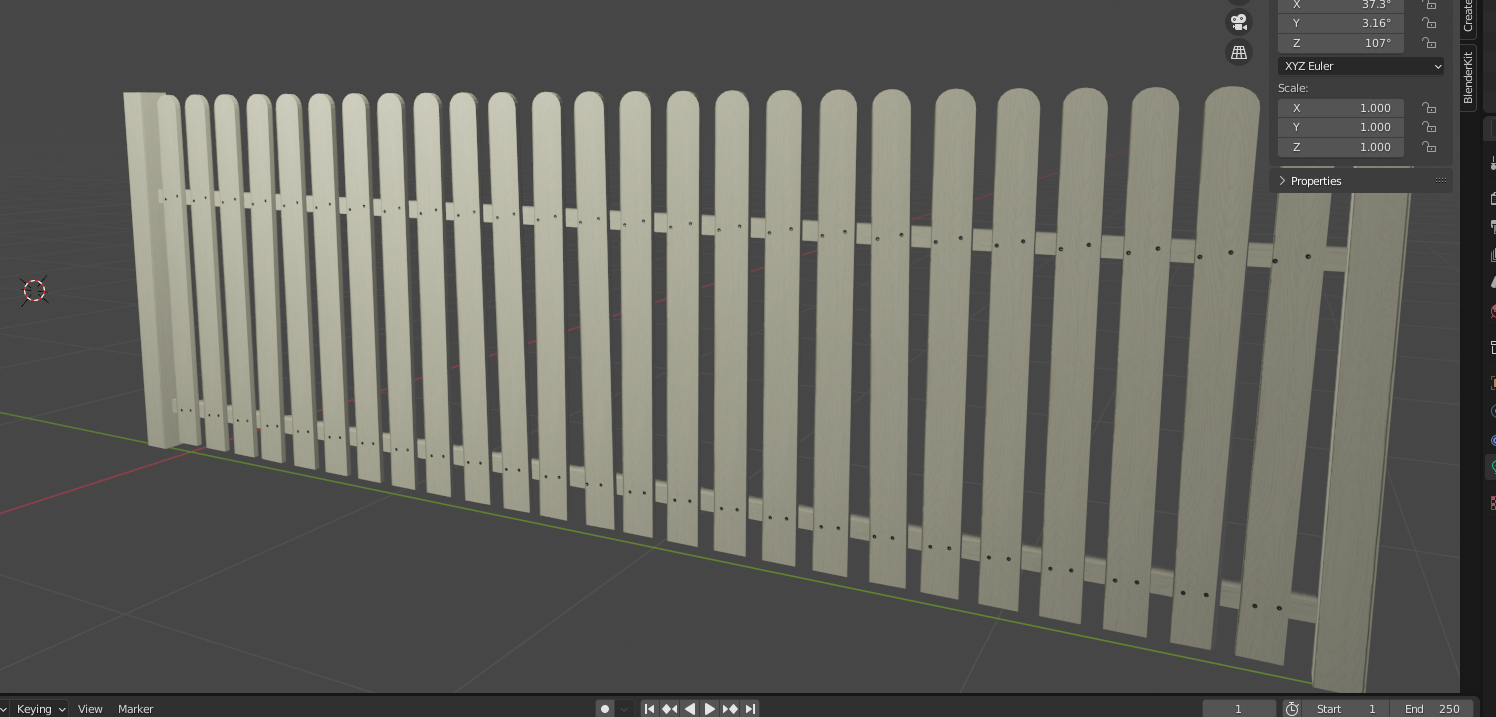 X 37.3°
Y 3.16°
Z 107°
XYZ Euler
Scale:
X 1.000
Y 1.000
Z 1.000
Properties
Create
BlenderKit
Keying View Marker
1 Start 1 End 250